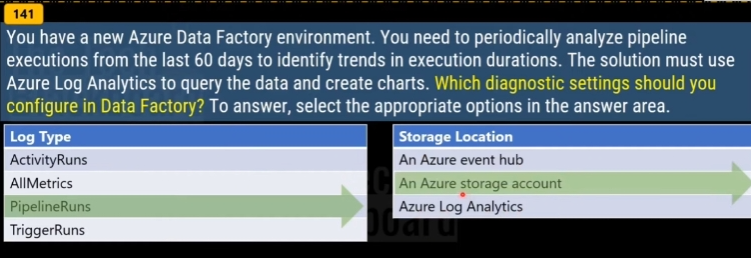 141
You have a new Azure Data Factory environment. You need to periodically analyze pipeline
executions from the last 60 days to identify trends in execution durations. The solution must use
Azure Log Analytics to query the data and create charts. Which diagnostic settings should you
configure in Data Factory? To answer, select the appropriate options in the answer area.
Log Type
ActivityRuns
AllMetrics
PipelineRuns
TriggerRuns
Storage Location
An Azure event hub
An Azure storage account
Azure Log Analytics